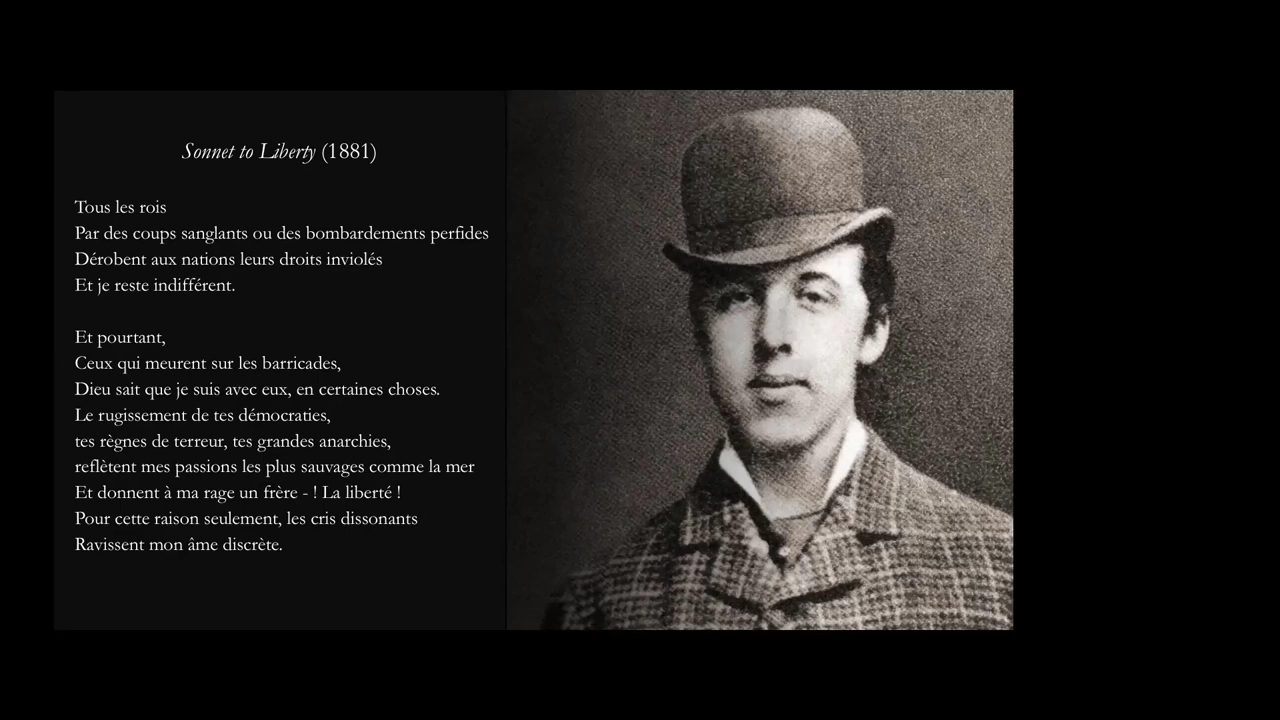 Sonnet to Liberty (1881)
Tous les rois
Par des coups sanglants ou des bombardements perfides
Dérobent aux nations leurs droits inviolés
Et je reste indifférent.
Et pourtant,
Ceux qui meurent sur les barricades,
Dieu sait que je suis avec eux, en certaines choses.
Le rugissement de tes démocraties,
tes règnes de terreur, tes grandes anarchies,
reflètent mes passions les plus sauvages comme la mer
Et donnent à ma rage un frère - ! La liberté !
Pour cette raison seulement, les cris dissonants
Ravissent mon âme discrète.